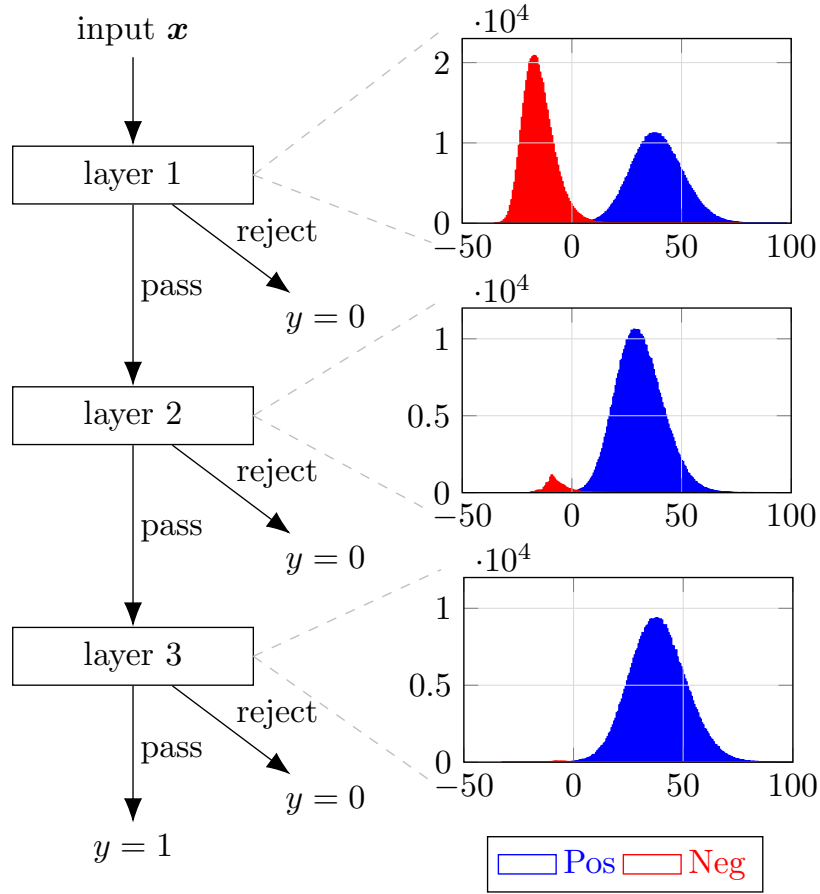 input x
layer 1
reject
pass
y = 0
layer 2
reject
pass
y = 0
layer 3
reject
pass
y = 0
y = 1
·10^4
2
1
0
−50 0 50 100
·10^4
1
0.5
0
−50 0 50 100
·10^4
1
0.5
0
−50 0 50 100
Pos Neg